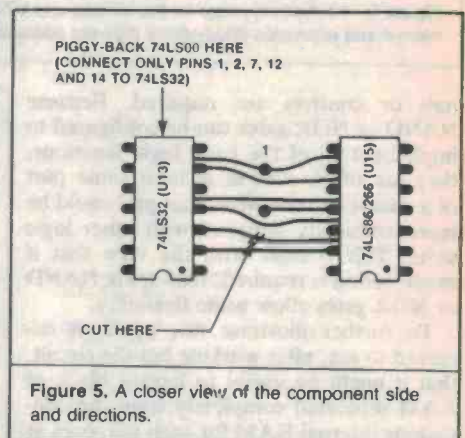 PIGGY-BACK 74LS00 HERE
(CONNECT ONLY PINS 1, 2, 7, 12
AND 14 TO 74LS32)
74LS32 (U13)
1
74LS86/266 (U15)
CUT HERE
Figure 5. A closer view of the component side
and directions.